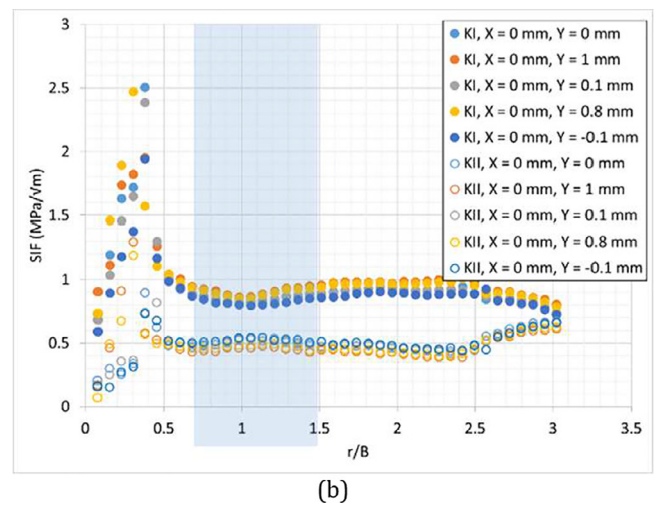 3
2.5
2
1.5
1
0.5
0
SIF (MPa/√m)
KI, X = 0 mm, Y = 0 mm
KI, X = 0 mm, Y = 1 mm
KI, X = 0 mm, Y = 0.1 mm
KI, X = 0 mm, Y = 0.8 mm
KI, X = 0 mm, Y = -0.1 mm
KII, X = 0 mm, Y = 0 mm
KII, X = 0 mm, Y = 1 mm
KII, X = 0 mm, Y = 0.1 mm
KII, X = 0 mm, Y = 0.8 mm
KII, X = 0 mm, Y = -0.1 mm
0 0.5 1 1.5 2 2.5 3 3.5
r/B
(b)